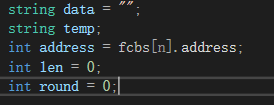 string data = "";
string temp;
int address = fcbs[n].address;
int len = 0;
int round = 0;